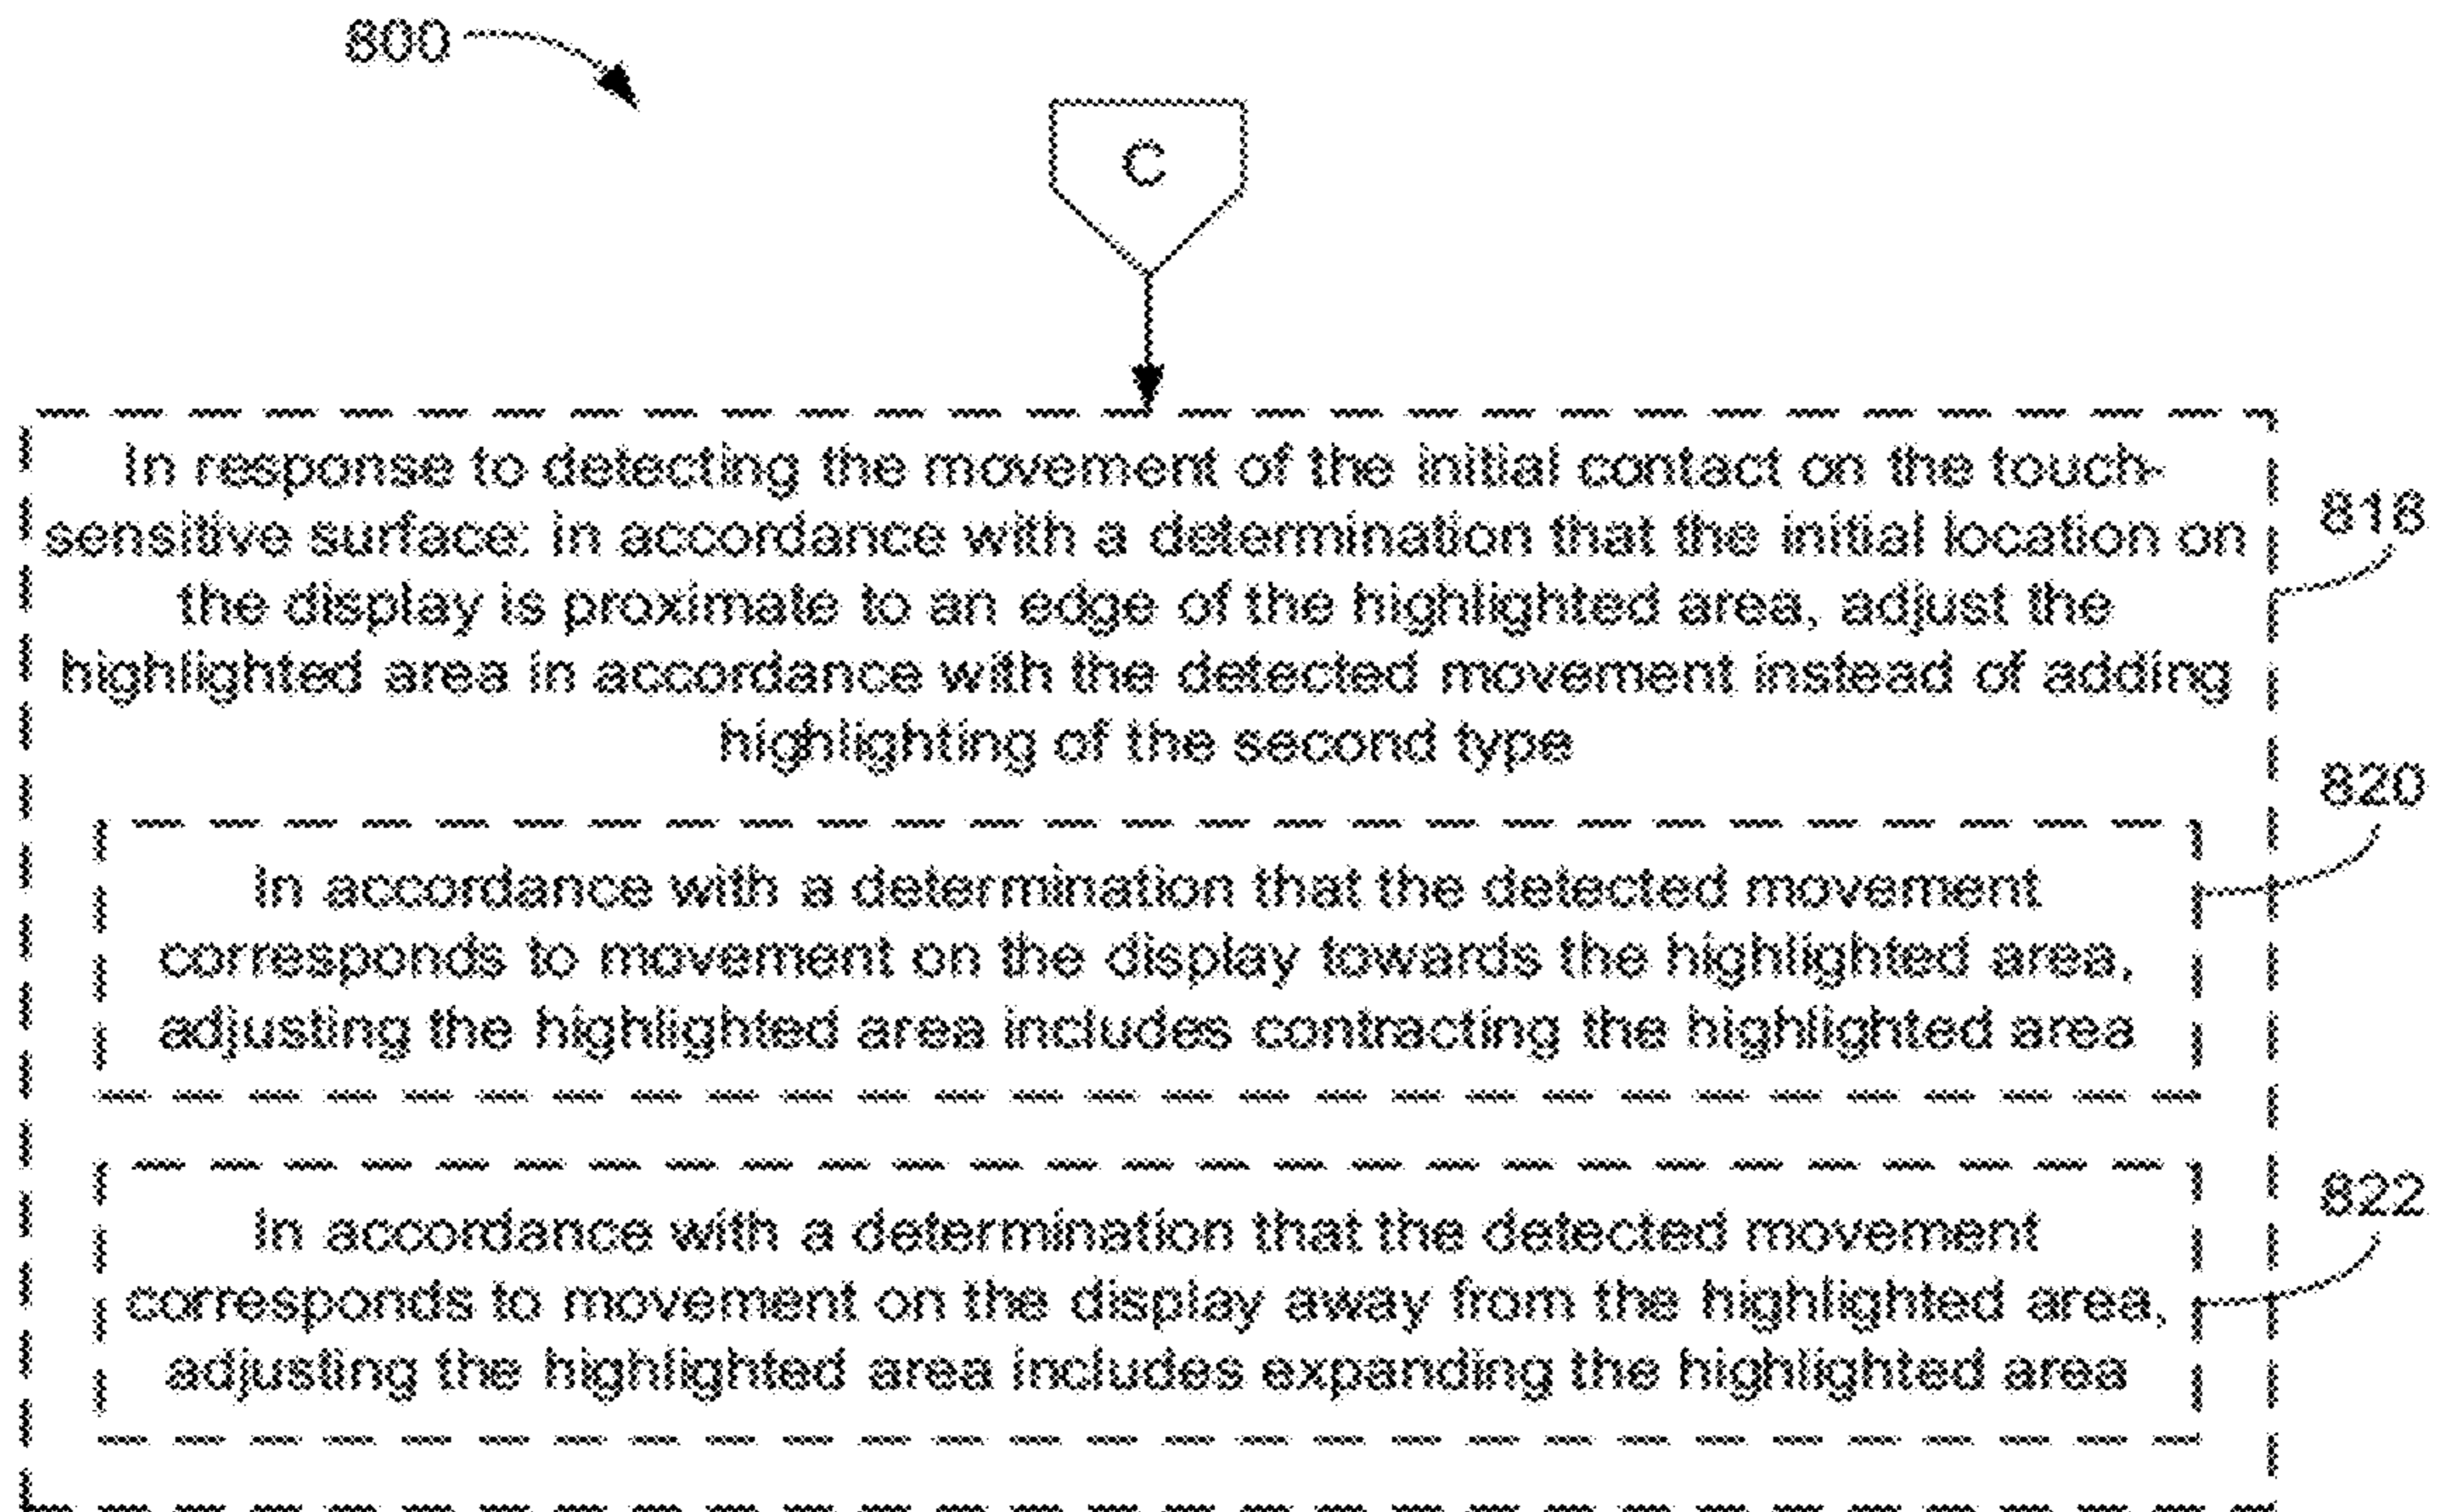 800
C
In response to detecting the movement of the initial contact on the touch-
sensitive surface: in accordance with a determination that the initial location on
the display is proximate to an edge of the highlighted area, adjust the
highlighted area in accordance with the detected movement instead of adding
highlighting of the second type
818
In accordance with a determination that the detected movement
corresponds to movement on the display towards the highlighted area,
adjusting the highlighted area includes contracting the highlighted area
820
In accordance with a determination that the detected movement
corresponds to movement on the display away from the highlighted area,
adjusting the highlighted area includes expanding the highlighted area
822